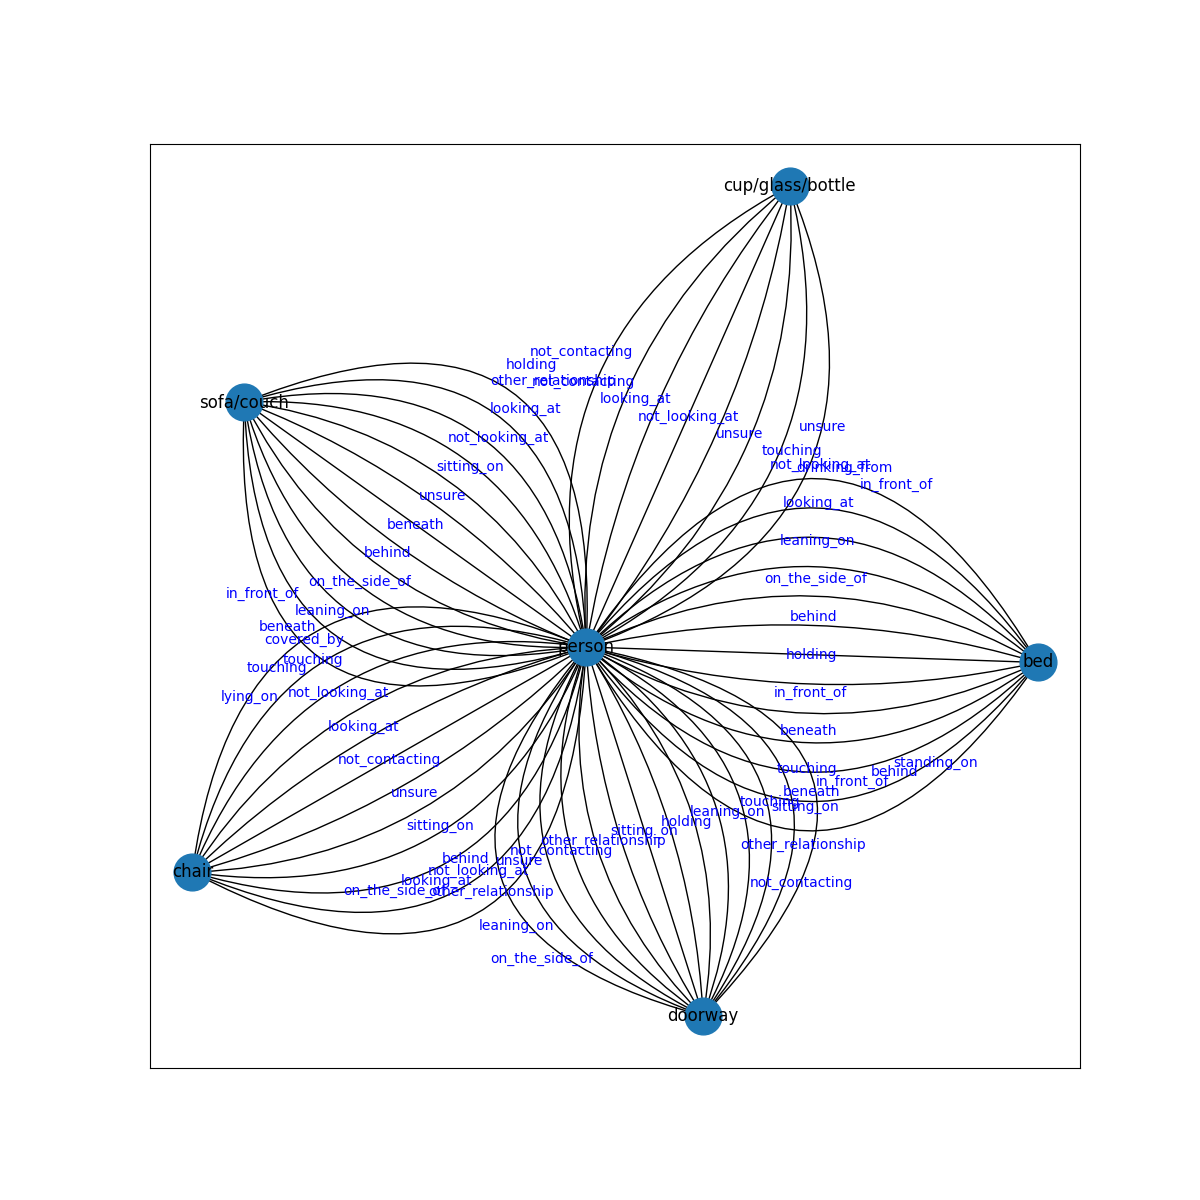 cup/glass/bottle
not_contacting
holding
other_relationship
not_contacting
sofa/couch
looking_at
looking_at
not_looking_at
unsure
unsure
not_looking_at
touching
sitting_on
not_looking_at
drinking_from
in_front_of
unsure
looking_at
beneath
leaning_on
behind
on_the_side_of
on_the_side_of
in_front_of
leaning_on
behind
beneath
covered_by
person
holding
touching
bed
touching
lying_on
not_looking_at
in_front_of
looking_at
beneath
not_contacting
standing_on
touching
behind
in_front_of
unsure
beneath
touching
sitting_on
leaning_on
holding
sitting_on
sitting_on
other_relationship
other_relationship
not_contacting
behind
unsure
not_looking_at
chair
looking_at
not_contacting
on_the_side_of
other_relationship
leaning_on
on_the_side_of
doorway